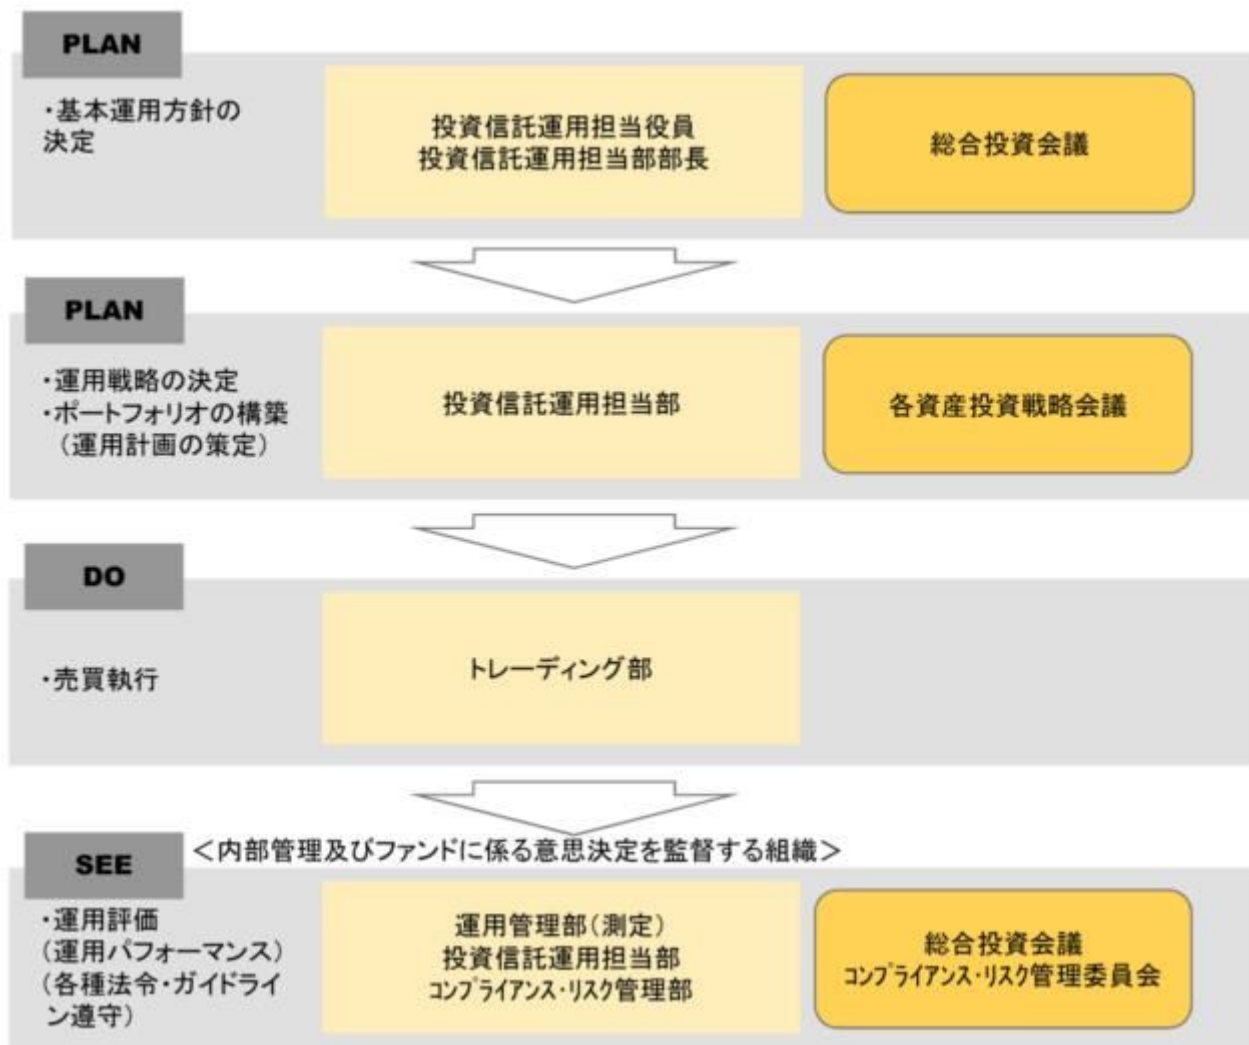 PLAN
・基本運用方針の
決定
投資信託運用担当役員
投資信託運用担当部部長
総合投資会議
PLAN
・運用戦略の決定
・ポートフォリオの構築
（運用計画の策定）
投資信託運用担当部
各資産投資戦略会議
DO
・売買執行
トレーディング部
SEE
＜内部管理及びファンドに係る意思決定を監督する組織＞
・運用評価
（運用パフォーマンス）
（各種法令・ガイドライ
ン遵守）
運用管理部（測定）
投資信託運用担当部
コンプライアンス・リスク管理部
総合投資会議
コンプライアンス・リスク管理委員会